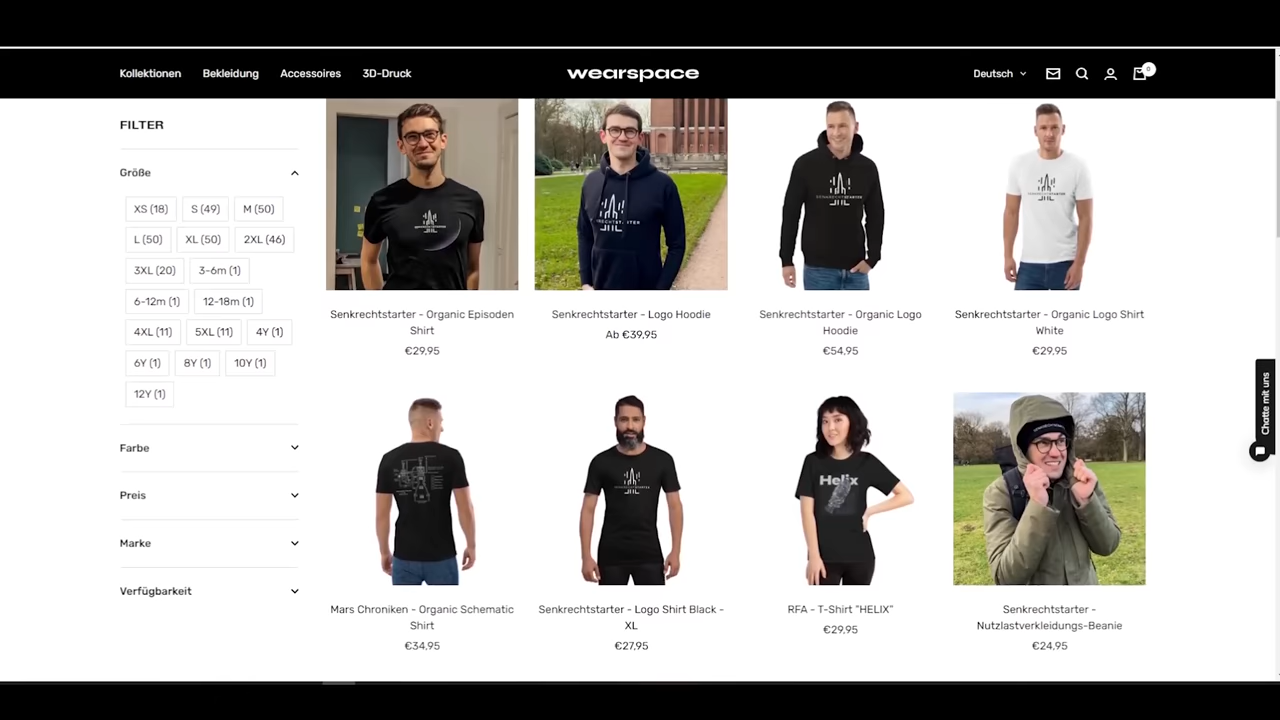 Kollektionen Bekleidung Accessoires 3D-Druck wearspace Deutsch 0
FILTER
Größe
XS (18) S (49) M (50)
L (50) XL (50) 2XL (46)
3XL (20) 3-6m (1)
6-12m (1) 12-18m (1)
4XL (11) 5XL (11) 4Y (1)
6Y (1) 8Y (1) 10Y (1)
12Y (1)
Farbe
Preis
Marke
Verfügbarkeit
Senkrechtstarter - Organic Episoden
Shirt
€29,95
Senkrechtstarter - Logo Hoodie
Ab €39,95
Senkrechtstarter - Organic Logo
Hoodie
€54,95
Senkrechtstarter - Organic Logo Shirt
White
€29,95
Helix
Mars Chroniken - Organic Schematic
Shirt
€34,95
Senkrechtstarter - Logo Shirt Black -
XL
€27,95
RFA - T-Shirt "HELIX"
€29,95
Senkrechtstarter -
Nutzlastverkleidungs-Beanie
€24,95
Chatte mit uns